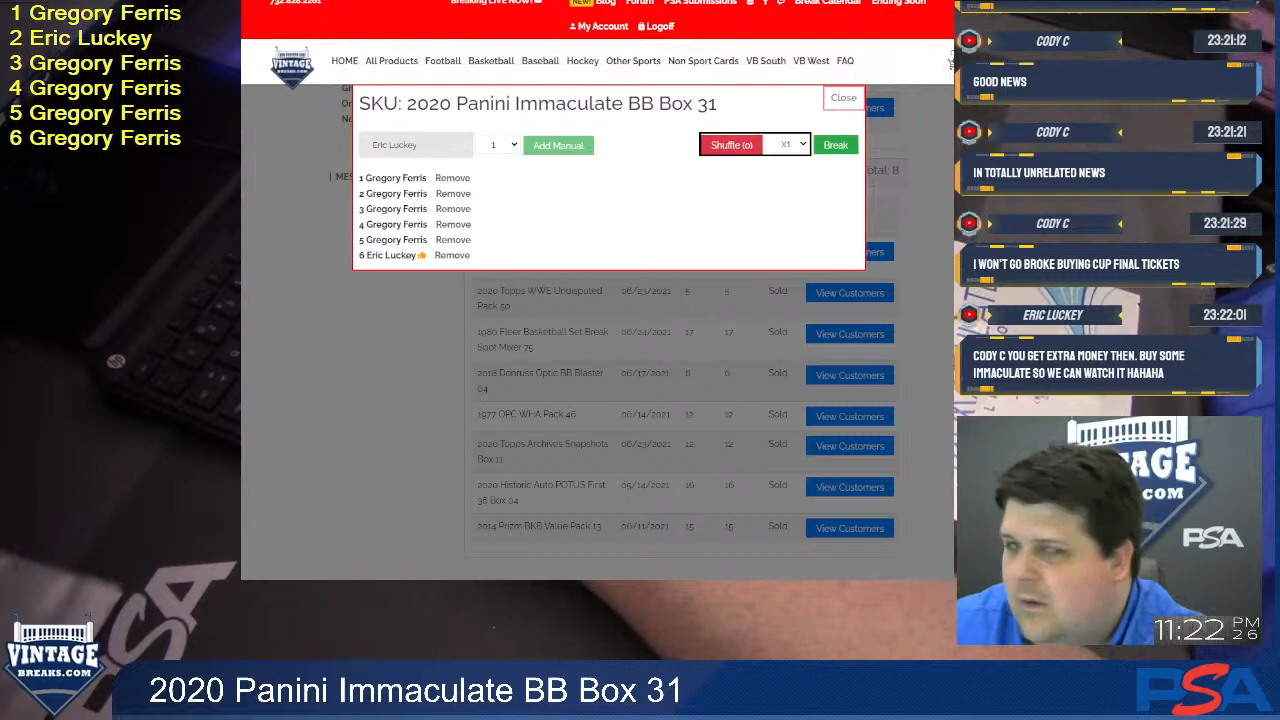 1 Gregory Ferris
2 Eric Luckey
3 Gregory Ferris
4 Gregory Ferris
5 Gregory Ferris
6 Gregory Ferris
732.828.2261
Breaking LIVE NOW!
NEW! Blog Forum PSA Submissions Break Calendar Ending Soon
My Account Logoff
VINTAGE
BREAKS.COM
HOME All Products Football Basketball Baseball Hockey Other Sports Non Sport Cards VB South VB West FAQ
SKU: 2020 Panini Immaculate BB Box 31
Close
Eric Luckey 1 Add Manual Shuffle (0) X1 Break
1 Gregory Ferris Remove
2 Gregory Ferris Remove
3 Gregory Ferris Remove
4 Gregory Ferris Remove
5 Gregory Ferris Remove
6 Eric Luckey Remove
2020 Topps WWE Undisputed
Pack 50
06/23/2021 5 5 Sold View Customers
1986 Fleer Basketball Set Break
Spot Mixer 75
06/24/2021 17 17 Sold View Customers
2018 Donruss Optic BB Blaster
04
06/17/2021 6 6 Sold View Customers
1977 OPC WHA Pack 46 06/14/2021 12 12 Sold View Customers
2020 Topps Archives Snapshots
Box 11
06/23/2021 12 12 Sold View Customers
2020 Historic Auto POTUS First
36 Box 04
05/14/2021 16 16 Sold View Customers
2014 Prizm BKB Value Pack 13 06/11/2021 15 15 Sold View Customers
CODY C 23:21:12
GOOD NEWS
CODY C 23:21:21
IN TOTALLY UNRELATED NEWS
CODY C 23:21:29
I WON'T GO BROKE BUYING CUP FINAL TICKETS
ERIC LUCKEY 23:22:01
CODY C YOU GET EXTRA MONEY THEN. BUY SOME
IMMACULATE SO WE CAN WATCH IT HAHAHA
PSA
11:22 PM
26
VINTAGE
BREAKS.COM
2020 Panini Immaculate BB Box 31
PSA